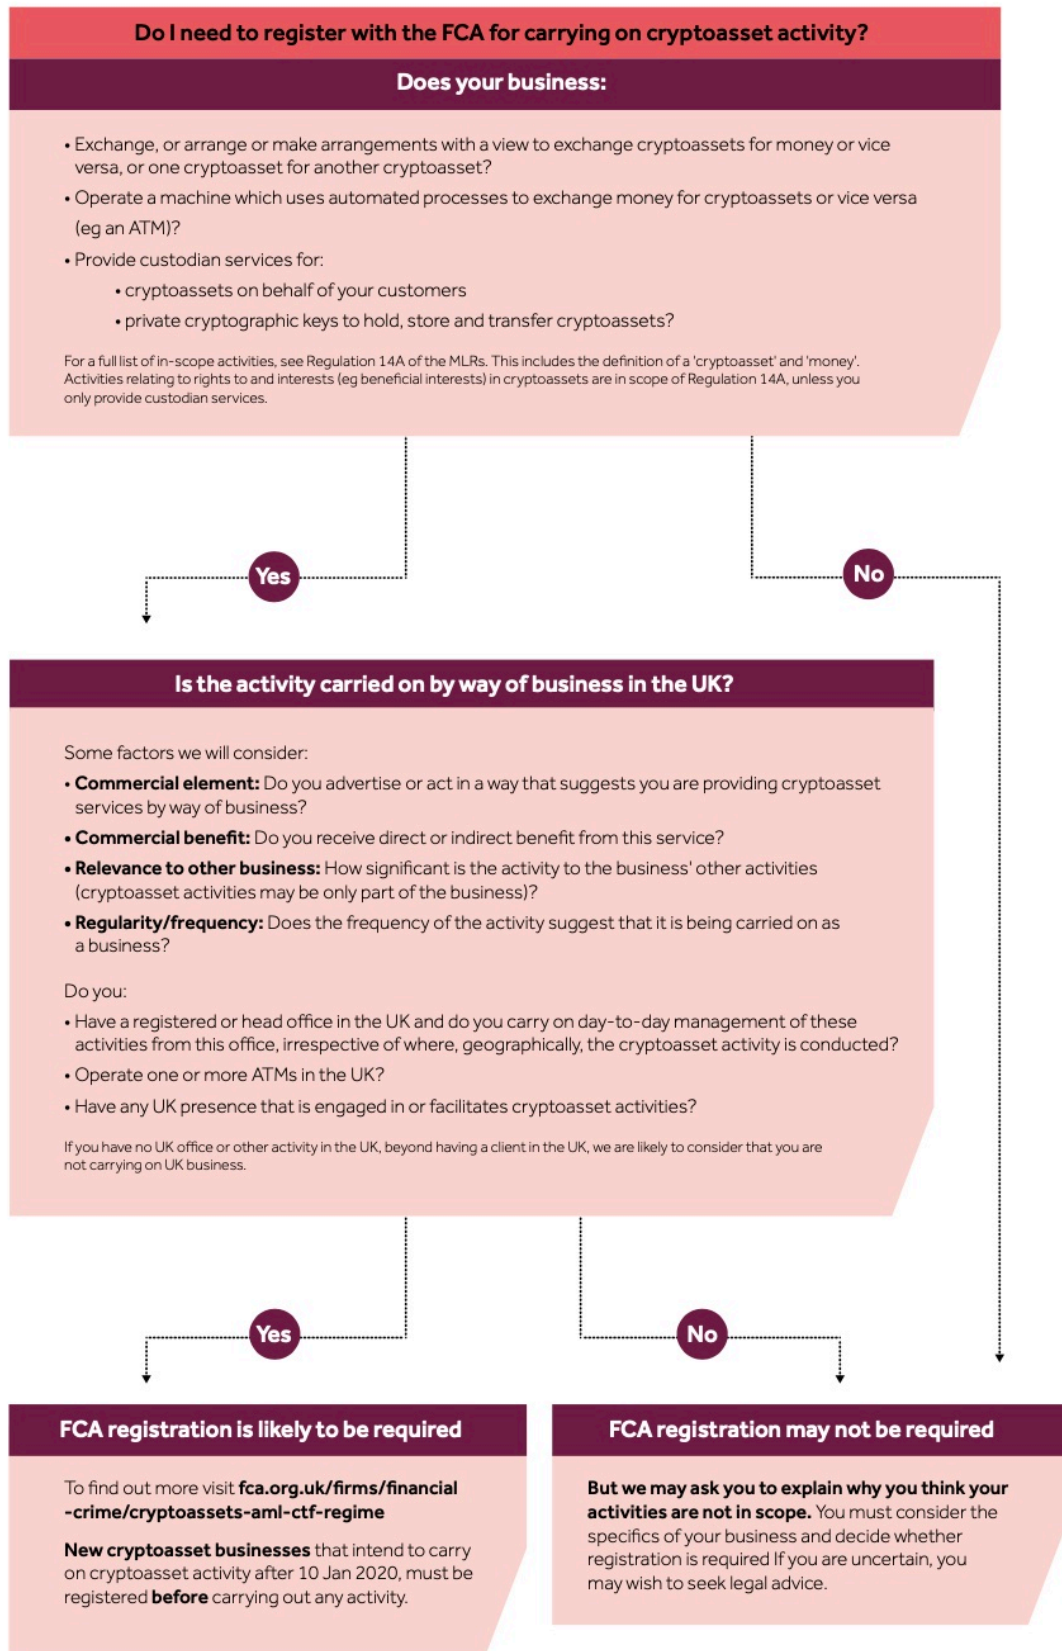 Do I need to register with the FCA for carrying on cryptoasset activity?
Does your business:
• Exchange, or arrange or make arrangements with a view to exchange cryptoassets for money or vice
versa, or one cryptoasset for another cryptoasset?
• Operate a machine which uses automated processes to exchange money for cryptoassets or vice versa
(eg an ATM)?
• Provide custodian services for:
• cryptoassets on behalf of your customers
• private cryptographic keys to hold, store and transfer cryptoassets?
For a full list of in-scope activities, see Regulation 14A of the MLRs. This includes the definition of a 'cryptoasset' and 'money'.
Activities relating to rights to and interests (eg beneficial interests) in cryptoassets are in scope of Regulation 14A, unless you
only provide custodian services.
Yes
No
Is the activity carried on by way of business in the UK?
Some factors we will consider:
• Commercial element: Do you advertise or act in a way that suggests you are providing cryptoasset
services by way of business?
• Commercial benefit: Do you receive direct or indirect benefit from this service?
• Relevance to other business: How significant is the activity to the business' other activities
(cryptoasset activities may be only part of the business)?
• Regularity/frequency: Does the frequency of the activity suggest that it is being carried on as
a business?
Do you:
• Have a registered or head office in the UK and do you carry on day-to-day management of these
activities from this office, irrespective of where, geographically, the cryptoasset activity is conducted?
• Operate one or more ATMs in the UK?
• Have any UK presence that is engaged in or facilitates cryptoasset activities?
If you have no UK office or other activity in the UK, beyond having a client in the UK, we are likely to consider that you are
not carrying on UK business.
Yes
No
FCA registration is likely to be required
To find out more visit fca.org.uk/firms/financial
-crime/cryptoassets-aml-ctf-regime
New cryptoasset businesses that intend to carry
on cryptoasset activity after 10 Jan 2020, must be
registered before carrying out any activity.
FCA registration may not be required
But we may ask you to explain why you think your
activities are not in scope. You must consider the
specifics of your business and decide whether
registration is required If you are uncertain, you
may wish to seek legal advice.